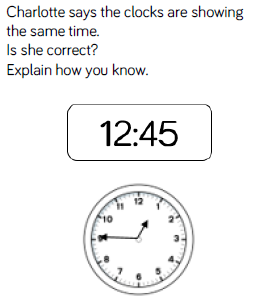 Charlotte says the clocks are showing
the same time.
Is she correct?
Explain how you know.
12:45
12
11 1
10 2
9 3
8 4
7 5
6